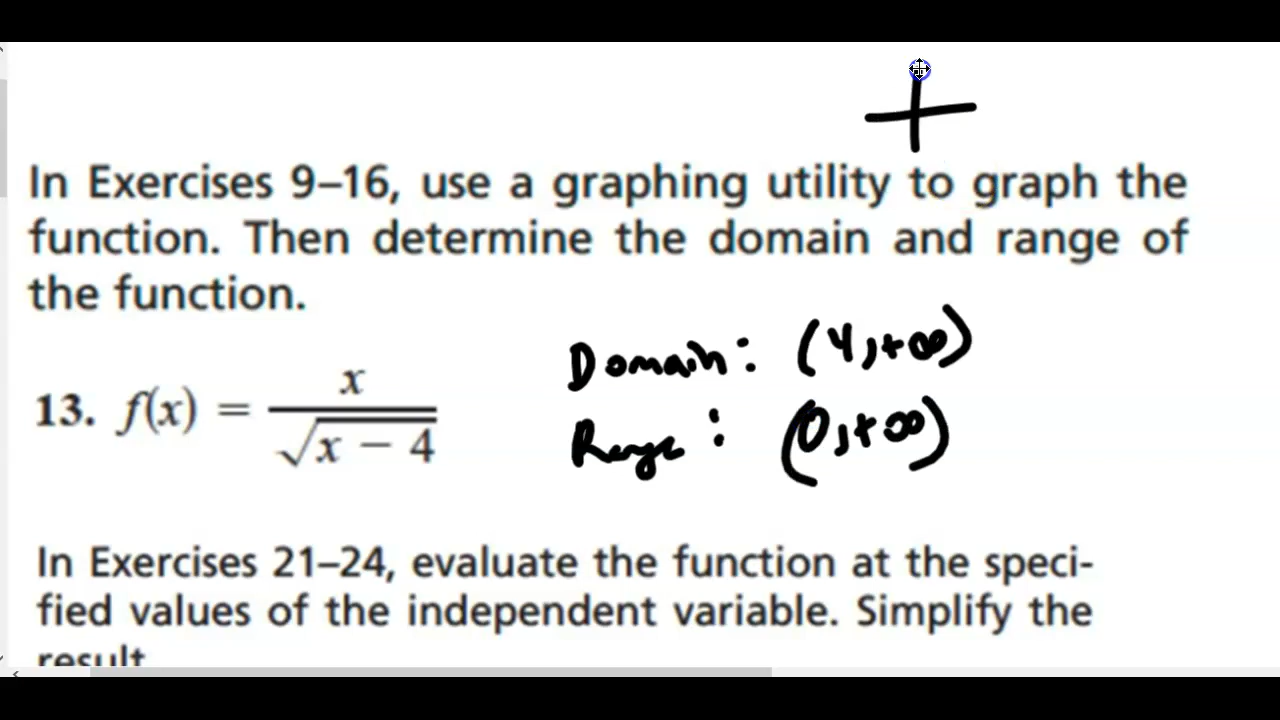 In Exercises 9–16, use a graphing utility to graph the
function. Then determine the domain and range of
the function.
Domain: (4,+∞)
13. f(x) = x / √(x − 4)
Range: (0,+∞)
In Exercises 21–24, evaluate the function at the speci-
fied values of the independent variable. Simplify the
result